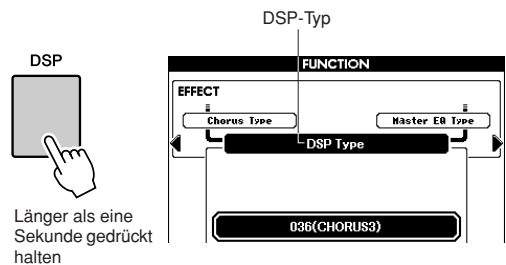 DSP-Typ
DSP
FUNCTION
EFFECT
Chorus Type
Master EQ Type
DSP Type
036(CHORUS3)
Länger als eine
Sekunde gedrückt
halten